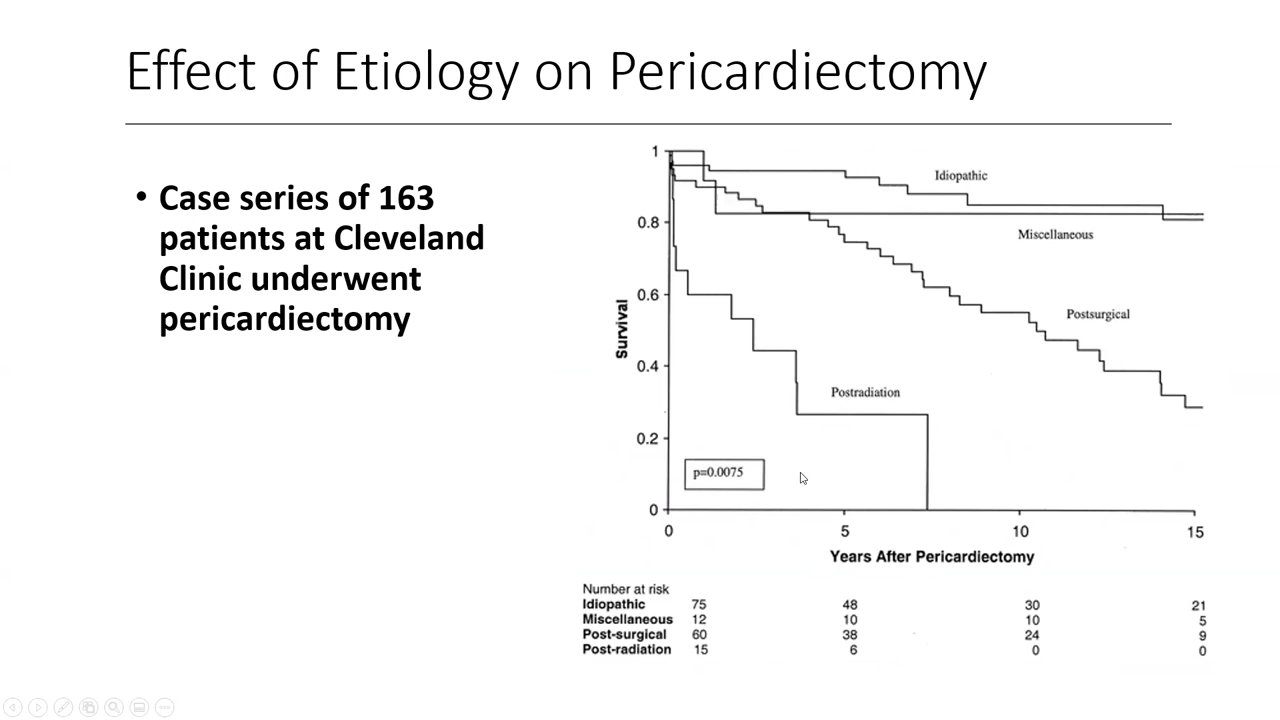 Effect of Etiology on Pericardiectomy
• Case series of 163
patients at Cleveland
Clinic underwent
pericardiectomy
1
0.8
0.6
0.4
0.2
0
Survival
Idiopathic
Miscellaneous
Postsurgical
Postradiation
p=0.0075
0 5 10 15
Years After Pericardiectomy
Number at risk
Idiopathic 75 48 30 21
Miscellaneous 12 10 10 5
Post-surgical 60 38 24 9
Post-radiation 15 6 0 0